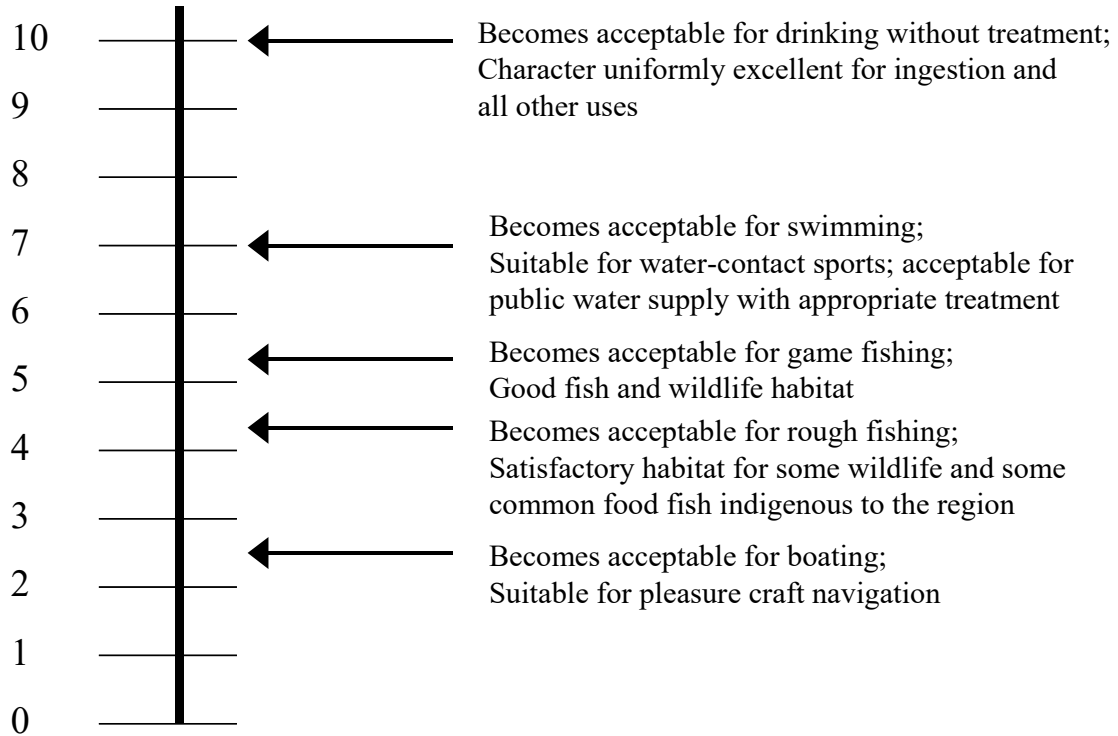 10
Becomes acceptable for drinking without treatment;
Character uniformly excellent for ingestion and
all other uses
9
8
7
Becomes acceptable for swimming;
Suitable for water-contact sports; acceptable for
public water supply with appropriate treatment
6
Becomes acceptable for game fishing;
Good fish and wildlife habitat
5
Becomes acceptable for rough fishing;
Satisfactory habitat for some wildlife and some
common food fish indigenous to the region
4
3
Becomes acceptable for boating;
Suitable for pleasure craft navigation
2
1
0